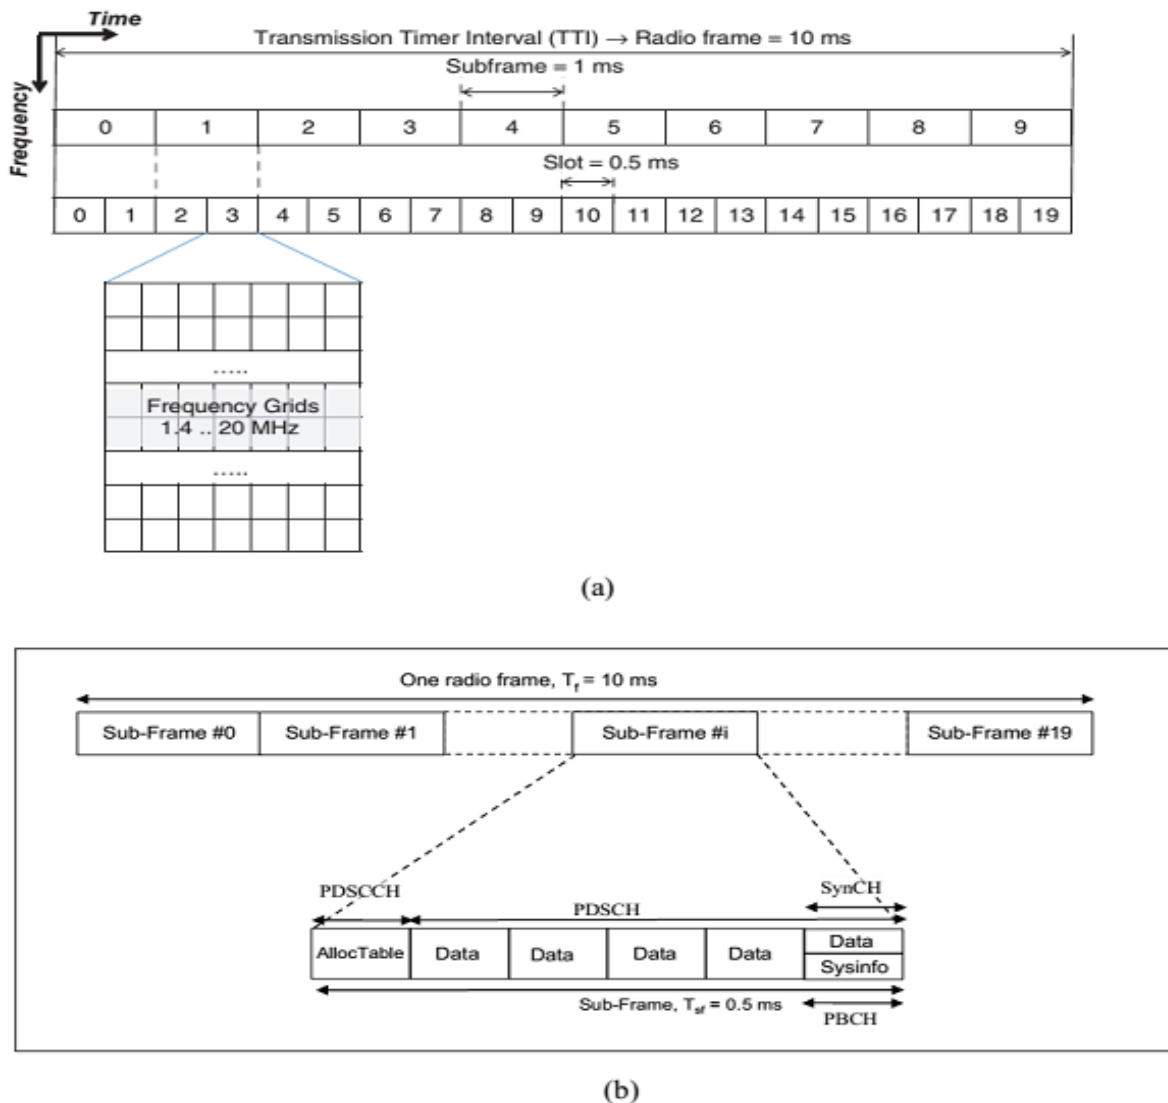 Time
Frequency
Transmission Timer Interval (TTI) → Radio frame = 10 ms
Subframe = 1 ms
0 1 2 3 4 5 6 7 8 9
Slot = 0.5 ms
0 1 2 3 4 5 6 7 8 9 10 11 12 13 14 15 16 17 18 19
.....
Frequency Grids
1.4 .. 20 MHz
.....
(a)
One radio frame, Tf = 10 ms
Sub-Frame #0 Sub-Frame #1 Sub-Frame #i Sub-Frame #19
PDSCCH PDSCH SynCH
AllocTable Data Data Data Data Data
Sysinfo
Sub-Frame, Tsf = 0.5 ms
PBCH
(b)